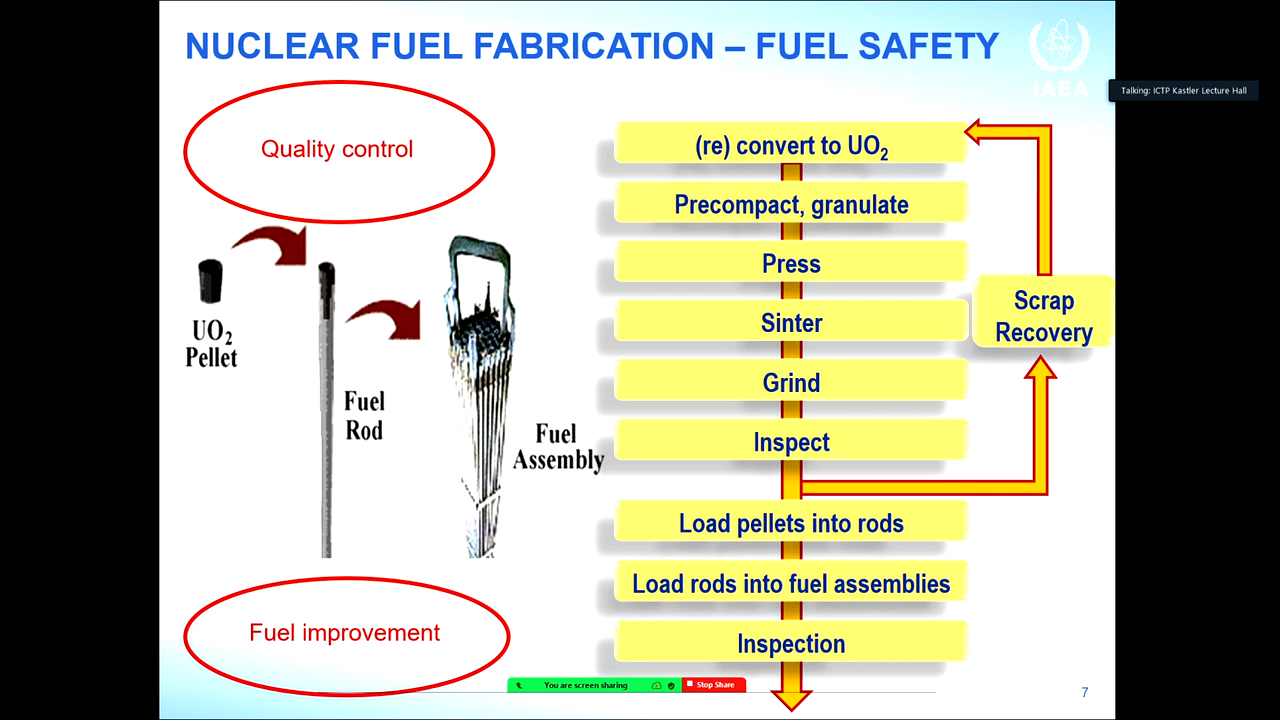 NUCLEAR FUEL FABRICATION – FUEL SAFETY
IAEA
Talking: ICTP Kastler Lecture Hall
Quality control
UO₂
Pellet
Fuel
Rod
Fuel
Assembly
Fuel improvement
(re) convert to UO₂
Precompact, granulate
Press
Sinter
Grind
Inspect
Scrap
Recovery
Load pellets into rods
Load rods into fuel assemblies
Inspection
You are screen sharing
Stop Share
7